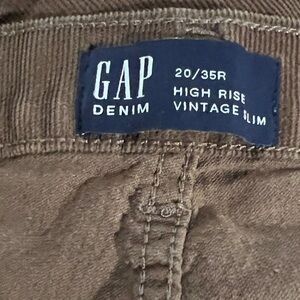 GAP
DENIM
20/35R
HIGH RISE
VINTAGE SLIM